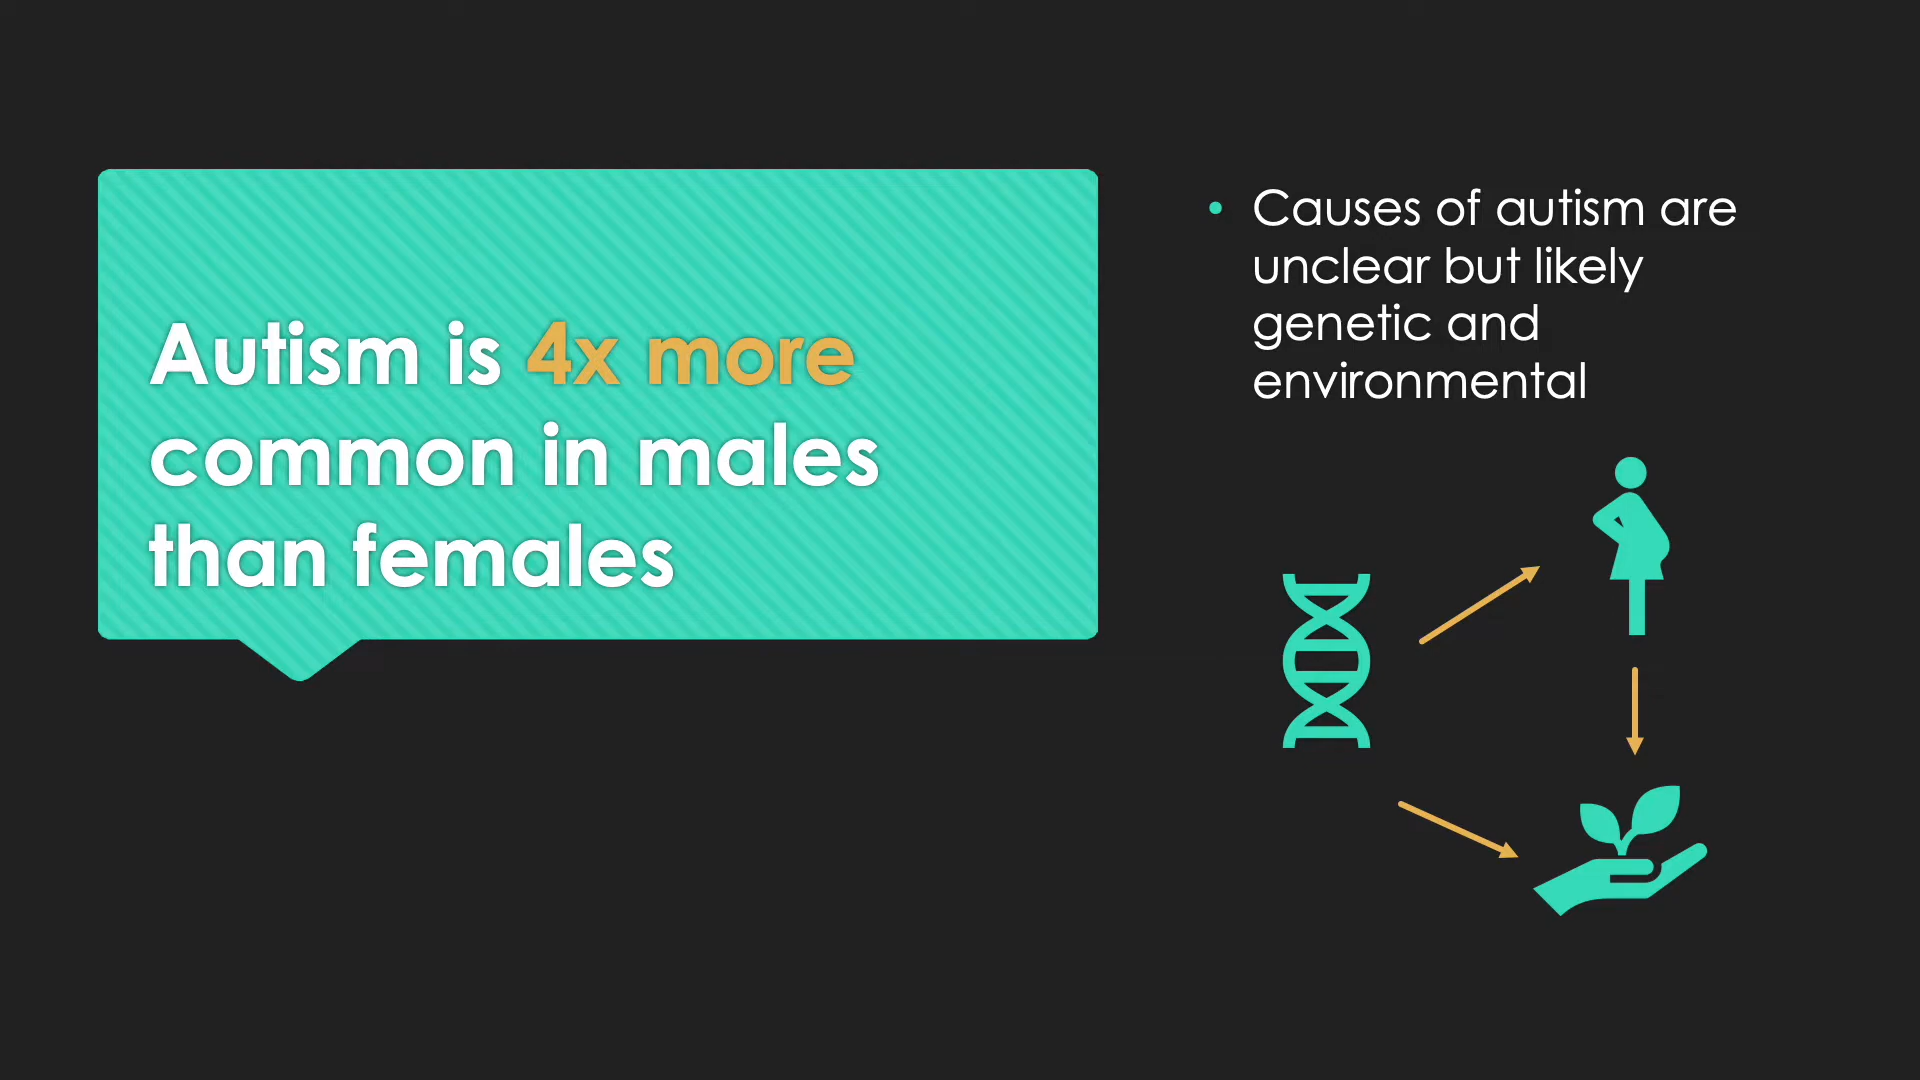 Autism is 4x more
common in males
than females
• Causes of autism are
unclear but likely
genetic and
environmental